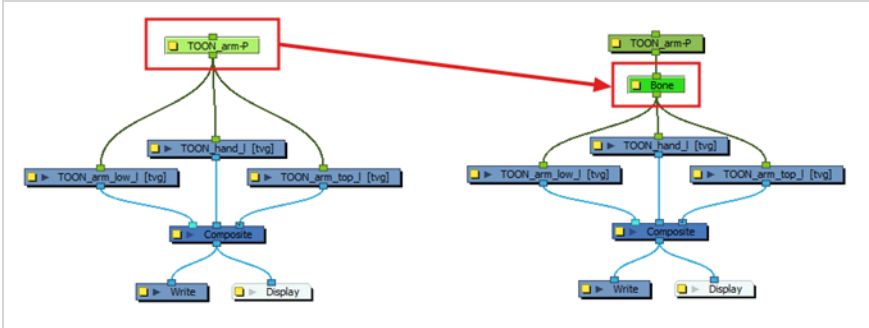 TOON_arm-P
TOON_hand_l [tvg]
TOON_arm_low_l [tvg]
TOON_arm_top_l [tvg]
Composite
Write
Display
TOON_arm-P
Bone
TOON_hand_l [tvg]
TOON_arm_low_l [tvg]
TOON_arm_top_l [tvg]
Composite
Write
Display